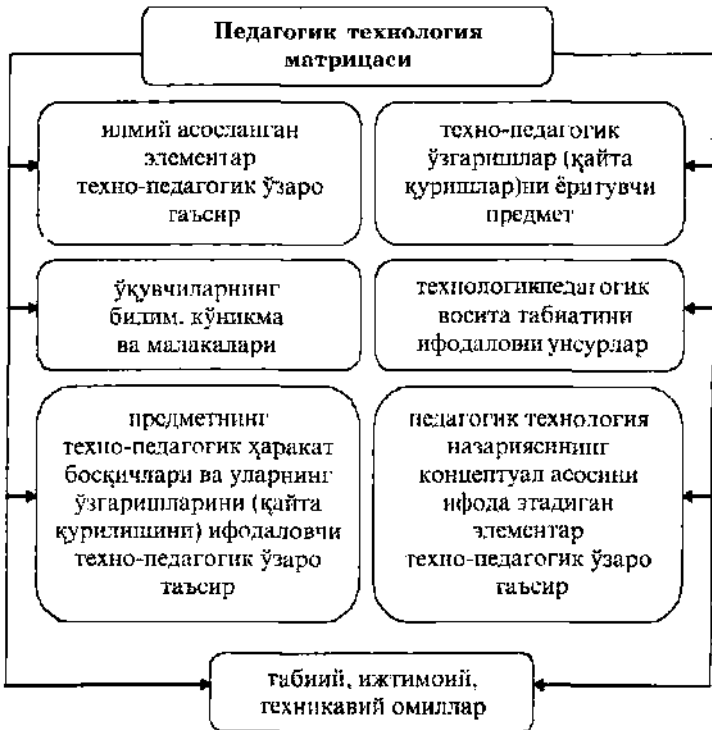 Педагогик технология
матрицаси
илмий асосланган
элементар
техно-педагогик ўзаро
таъсир
техно-педагогик
ўзгаришлар (қайта
қуришлар)ни ёритувчи
предмет
ўқувчиларнинг
билим. кўникма
ва малакалари
технологикпедагогик
восита табиатини
ифодаловчи унсурлар
предметнинг
техно-педагогик ҳаракат
босқичлари ва уларнинг
ўзгаришларини (қайта
қурилишини) ифодаловчи
техно-педагогик ўзаро
таъсир
педагогик технология
назариясининг
концептуал асосини
ифода этадиган
элементар
техно-педагогик ўзаро
таъсир
табиий, ижтимоий,
техникавий омиллар